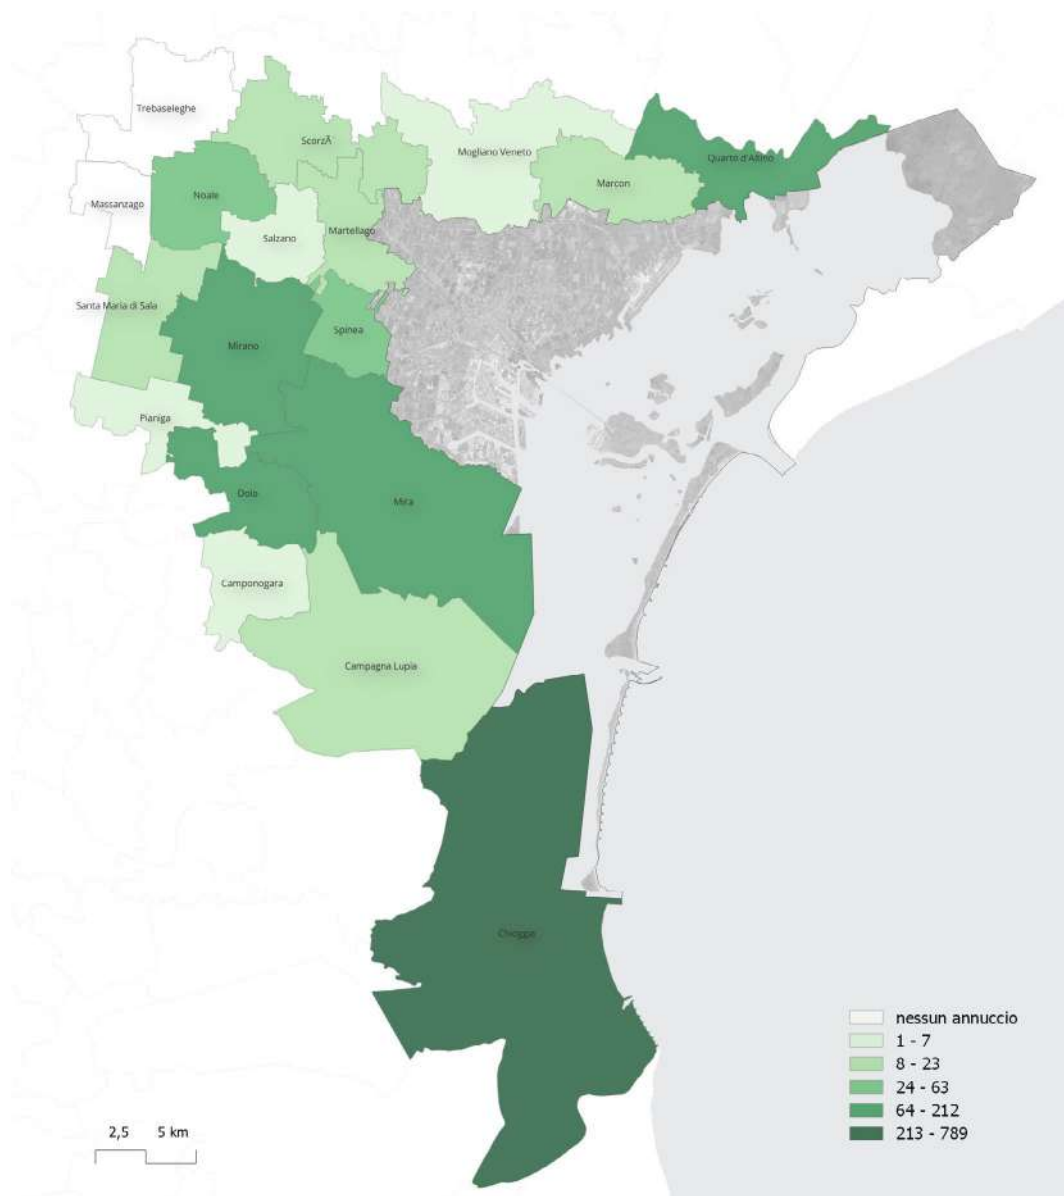 Trebaseleghe
ScorzÃ
Mogliano Veneto
Quarto d'Altino
Marcon
Noale
Massanzago
Martellago
Salzano
Santa Maria di Sala
Spinea
Mirano
Pianiga
Dolo
Mira
Camponogara
Campagna Lupia
Chioggia
nessun annuccio
1 - 7
8 - 23
24 - 63
64 - 212
213 - 789
2,5 5 km